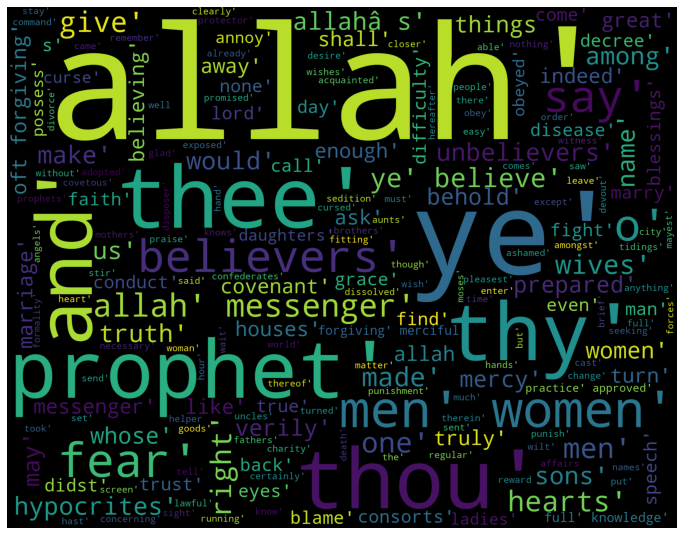 stay' clearly' protector' annoy' allahâ s' things come' great'
command' give' closer' shall' decree'
s' came' remember' able' nothing' among'
possess' curse' believing' away' already' desire' acquainted' none' difficulty' indeed' obeyed'
divorce' wishes' lord' day' people' there' hereafter'
oft forgiving' allah' say'
well' promised' obey' easy' order' disease' name' blessings'
make' would' enough' unbelievers' witness'
without' adopted' glad' exposed' call ye' believe' comes' saw' marry'
covetous' hand' cursed' sedition' must' leave' except' devout'
prophets' faith' disposer' thee' behold' o'
mothers' knows' aunts' ask' amongst' city' mayest'
and' angels' us' praise' daughters brothers' fight' tidings'
stir' believers' fitting' ye' ashamed' wives'
marriage' heart' said' confederates' though' pleasest' anything'
formality' conduct' covenant' dissolved' wish' moses' enter' prepared'
allah' messenger' grace' find' time' but' even' man' full' brief' forces'
truth' houses' forgiving' merciful thy' women' seeking'
necessary' woman' hour' wait' world' allah' matter' hands' cast' turn'
prophet' send' thereof' made' mercy' change' practice' approved'
punishment' much'
messenger' like' true' uncles' therein' sent' punish'
may' took' set' helper' turned' men' women'
whose' goods' verily' one' truly' wilt' men' put' speech'
fear' fathers' death' the' regular' affairs'
didst' trust' right' back' charity' thou' sons' names'
screen' tell' certainly' eyes' reward hearts'
hypocrites' lawful' sight' know'
hast' concerning' running' blame' consorts' ladies' full' knowledge'